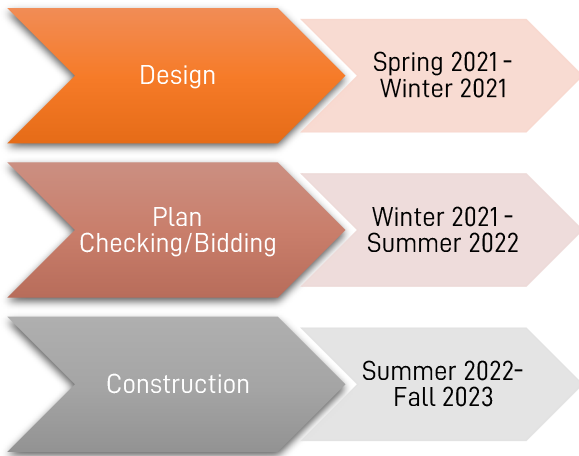 Design
Spring 2021 -
Winter 2021
Plan
Checking/Bidding
Winter 2021 -
Summer 2022
Construction
Summer 2022-
Fall 2023